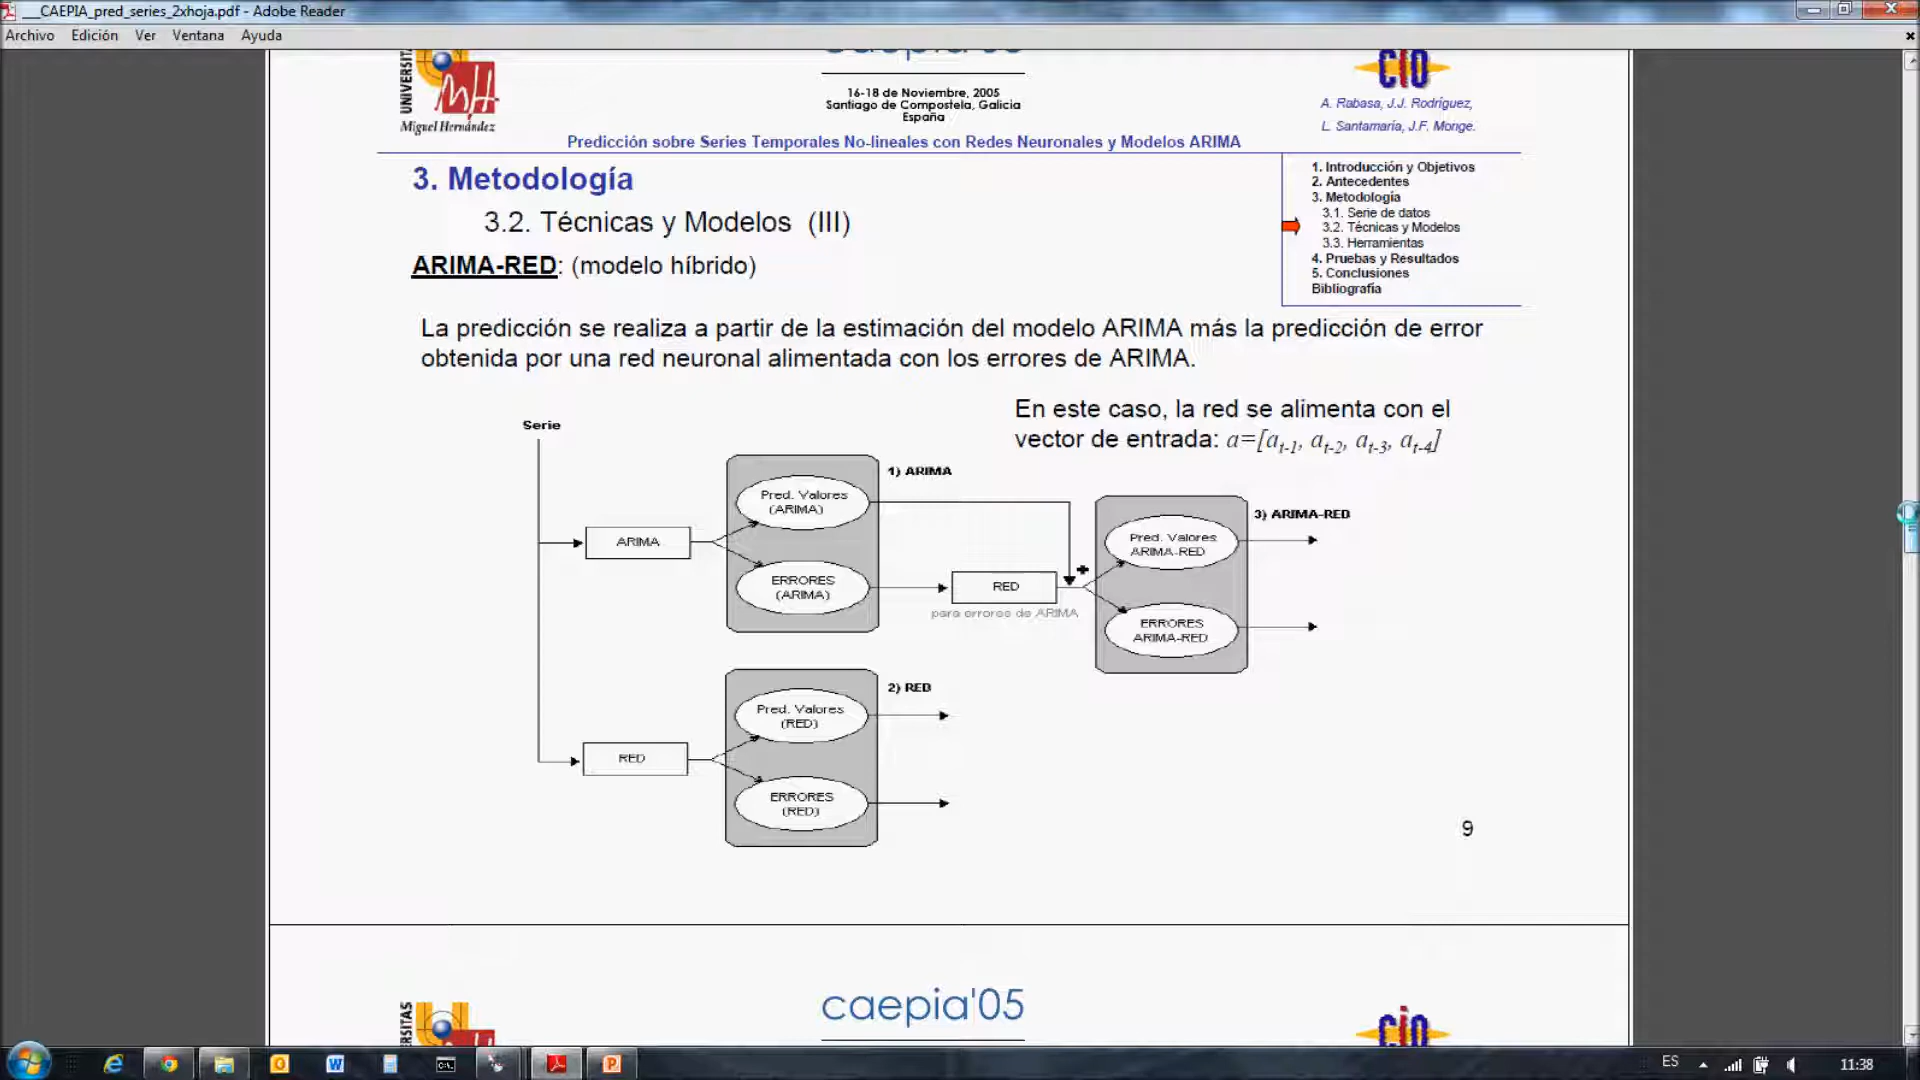 ___CAEPIA_pred_series_2xhoja.pdf - Adobe Reader
Archivo Edición Ver Ventana Ayuda
Miguel Hernández
16-18 de Noviembre, 2005
Santiago de Compostela, Galicia
España
CIO
A. Rabasa, J.J. Rodríguez,
L. Santamaría, J.F. Monge.
Predicción sobre Series Temporales No-lineales con Redes Neuronales y Modelos ARIMA
3. Metodología
3.2. Técnicas y Modelos (III)
ARIMA-RED: (modelo híbrido)
1. Introducción y Objetivos
2. Antecedentes
3. Metodología
3.1. Serie de datos
3.2. Técnicas y Modelos
3.3. Herramientas
4. Pruebas y Resultados
5. Conclusiones
Bibliografía
La predicción se realiza a partir de la estimación del modelo ARIMA más la predicción de error
obtenida por una red neuronal alimentada con los errores de ARIMA.
En este caso, la red se alimenta con el
vector de entrada: a=[a_{t-1}, a_{t-2}, a_{t-3}, a_{t-4}]
Serie
1) ARIMA
Pred. Valores
(ARIMA)
ARIMA
ERRORES
(ARIMA)
RED
para errores de ARIMA
+
3) ARIMA-RED
Pred. Valores
ARIMA-RED
ERRORES
ARIMA-RED
2) RED
Pred. Valores
(RED)
RED
ERRORES
(RED)
9
caepia'05
ES
11:38